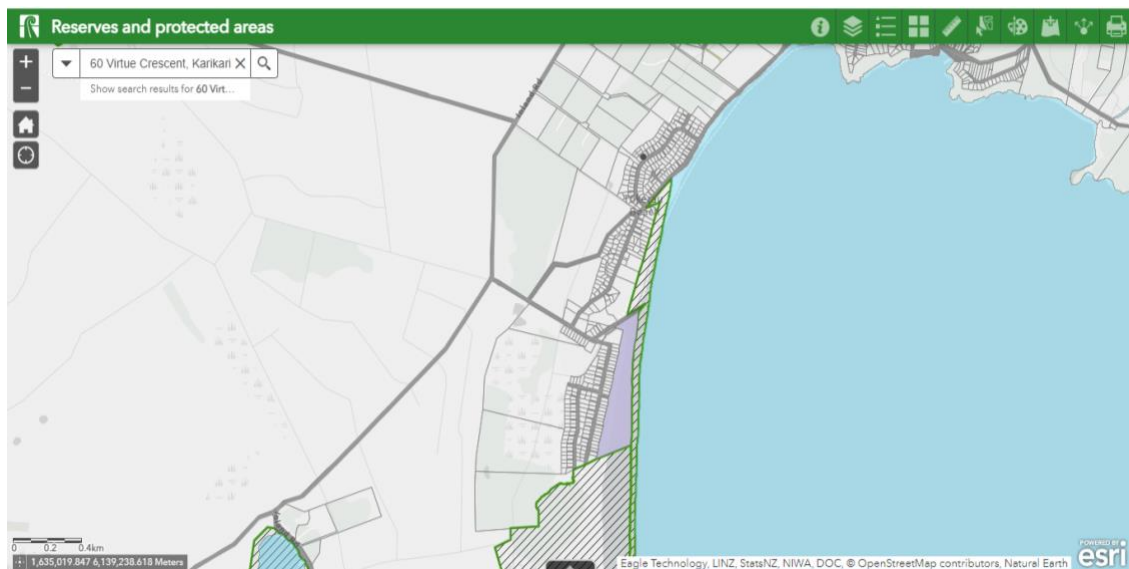 Reserves and protected areas
+
60 Virtue Crescent, Karikari
−
Show search results for 60 Virt...
Inland Rd
0 0.2 0.4km
1,635,019.847 6,139,238.618 Meters
Eagle Technology, LINZ, StatsNZ, NIWA, DOC, © OpenStreetMap contributors, Natural Earth
POWERED BY
esri